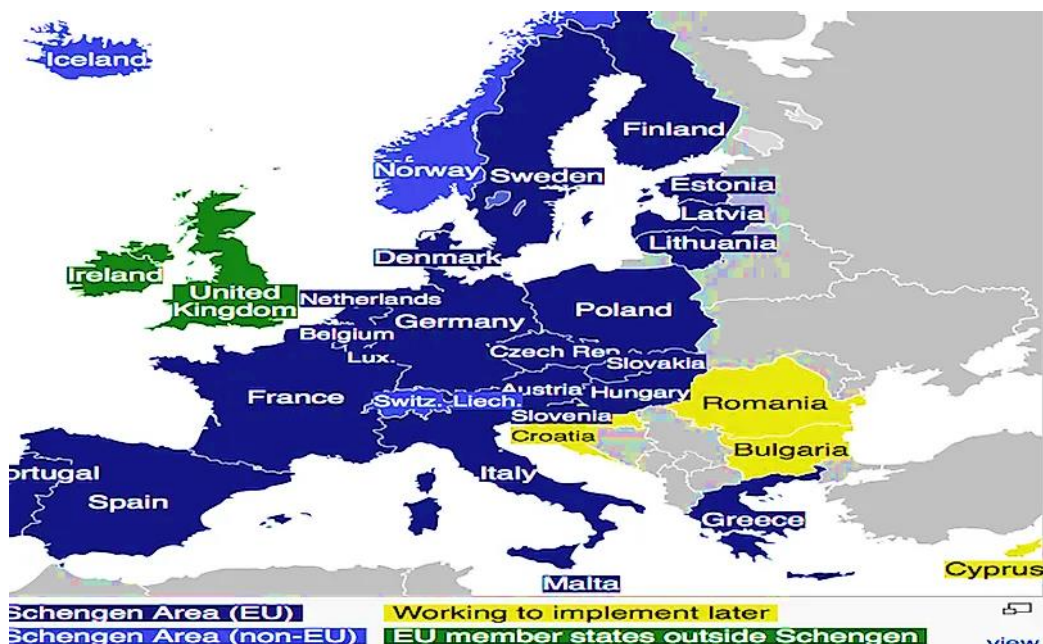 Iceland
Finland
Norway
Sweden
Estonia
Latvia
Lithuania
Denmark
Ireland
United
Kingdom
Netherlands
Poland
Germany
Belgium
Lux.
Czech Rep.
Slovakia
Austria
Hungary
France
Switz.
Liech.
Slovenia
Romania
Croatia
Bulgaria
Italy
ortugal
Spain
Greece
Malta
Cyprus
Schengen Area (EU)
Working to implement later
Schengen Area (non-EU)
EU member states outside Schengen
view